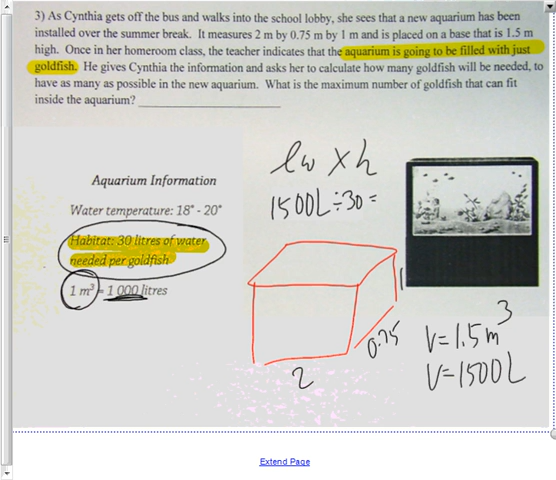 3) As Cynthia gets off the bus and walks into the school lobby, she sees that a new aquarium has been
installed over the summer break. It measures 2 m by 0.75 m by 1 m and is placed on a base that is 1.5 m
high. Once in her homeroom class, the teacher indicates that the aquarium is going to be filled with just
goldfish. He gives Cynthia the information and asks her to calculate how many goldfish will be needed, to
have as many as possible in the new aquarium. What is the maximum number of goldfish that can fit
inside the aquarium?
lw x h
1500L ÷ 30 =
Aquarium Information
Water temperature: 18° - 20°
Habitat: 30 litres of water
needed per goldfish
1 m³ = 1 000 litres
1
0.75
2
V = 1.5m³
V = 1500L
Extend Page